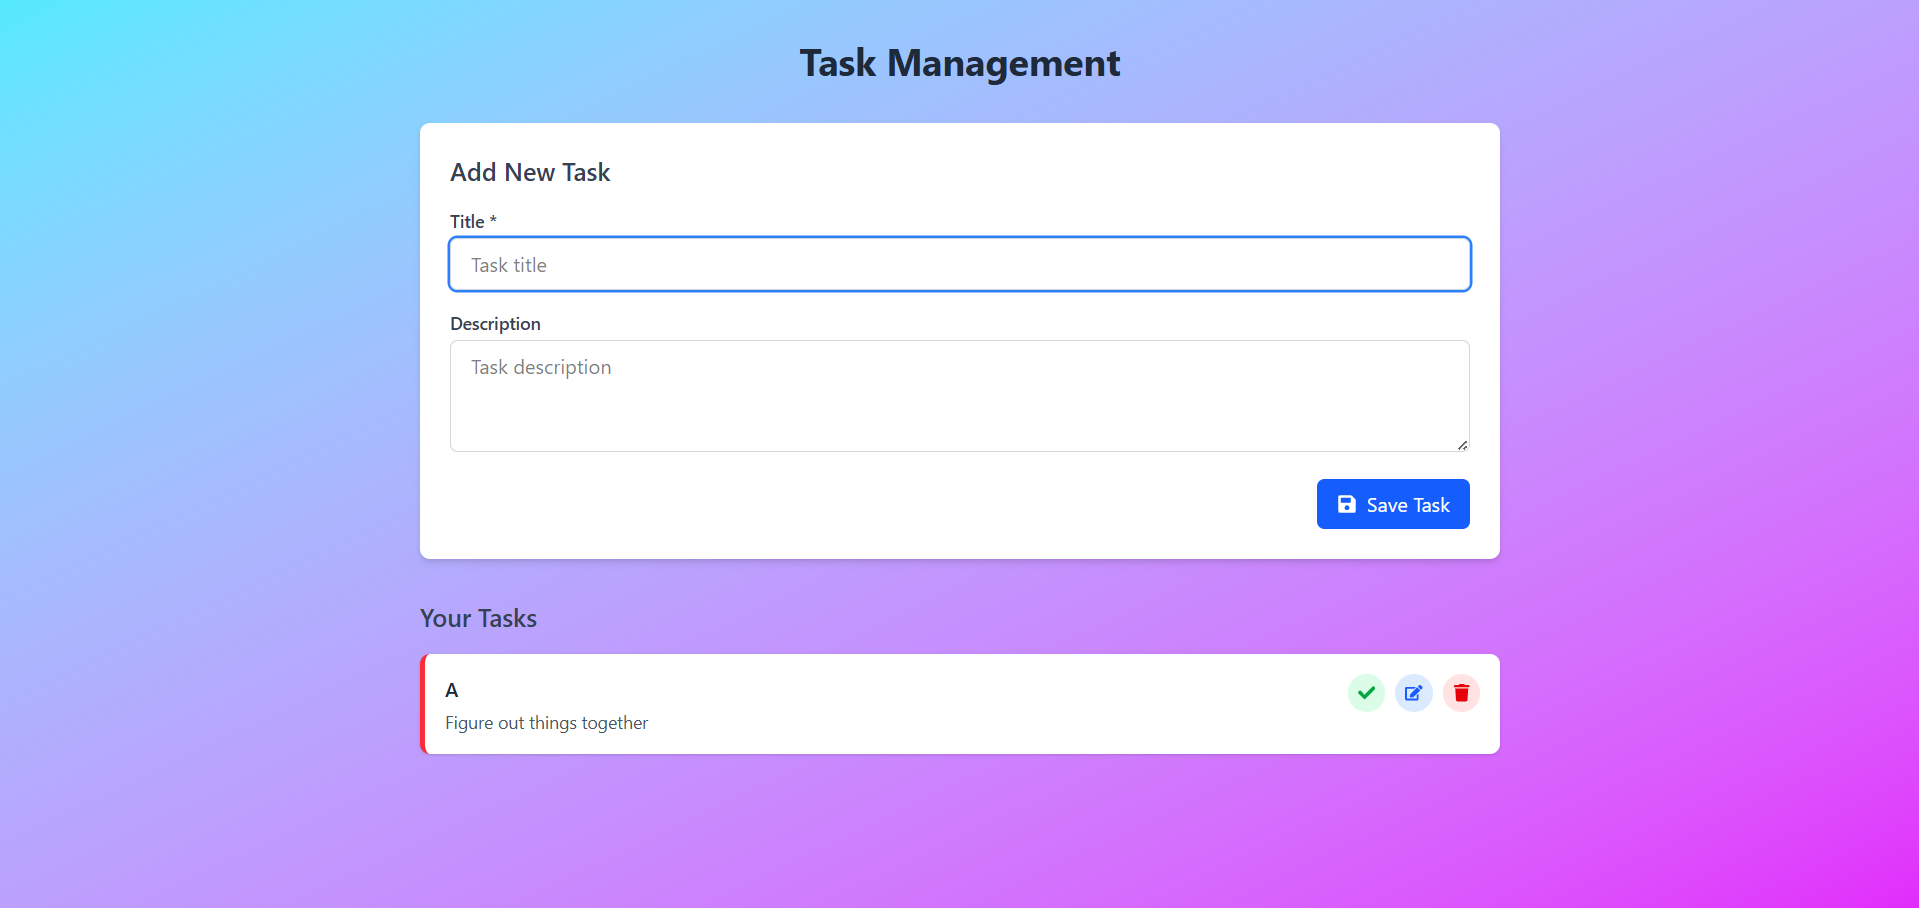 Task Management
Add New Task
Title *
Task title
Description
Task description
Save Task
Your Tasks
A
Figure out things together